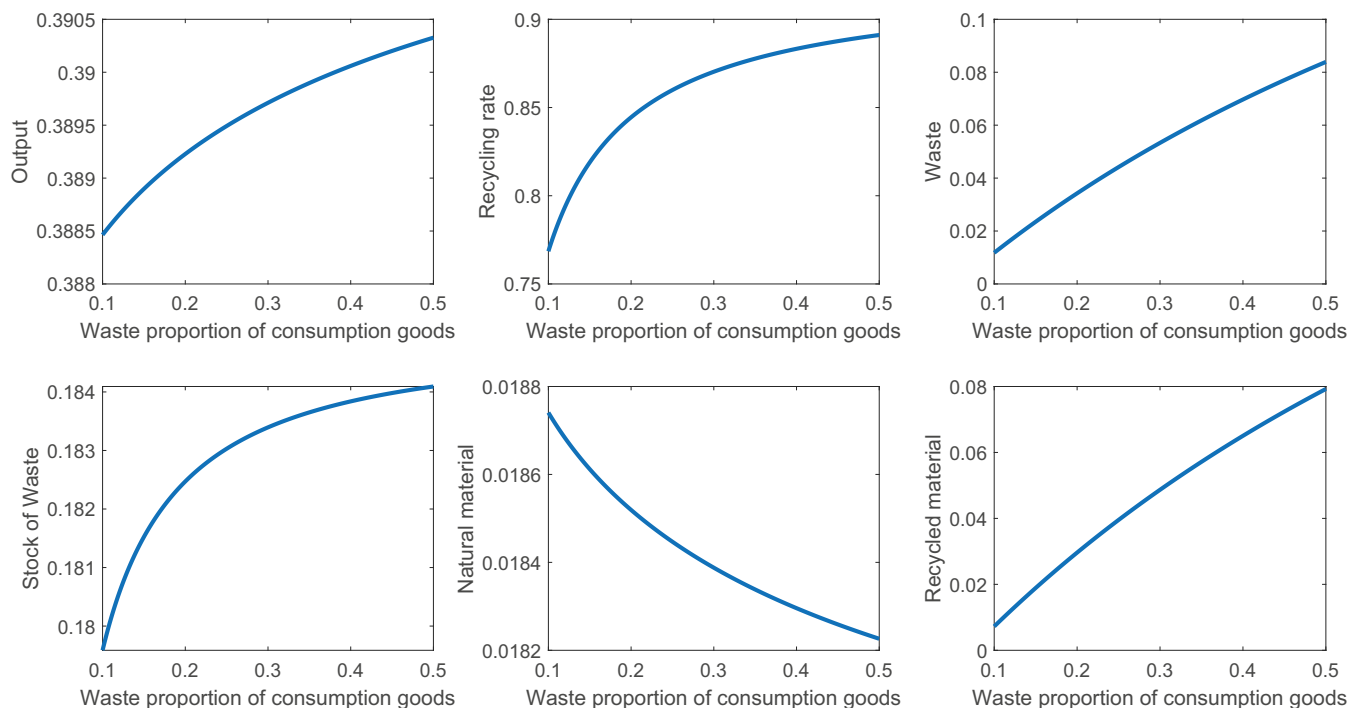 Output
0.3905
0.39
0.3895
0.389
0.3885
0.388
0.1 0.2 0.3 0.4 0.5
Waste proportion of consumption goods
Recycling rate
0.9
0.85
0.8
0.75
0.1 0.2 0.3 0.4 0.5
Waste proportion of consumption goods
Waste
0.1
0.08
0.06
0.04
0.02
0
0.1 0.2 0.3 0.4 0.5
Waste proportion of consumption goods
Stock of Waste
0.184
0.183
0.182
0.181
0.18
0.1 0.2 0.3 0.4 0.5
Waste proportion of consumption goods
Natural material
0.0188
0.0186
0.0184
0.0182
0.1 0.2 0.3 0.4 0.5
Waste proportion of consumption goods
Recycled material
0.08
0.06
0.04
0.02
0
0.1 0.2 0.3 0.4 0.5
Waste proportion of consumption goods